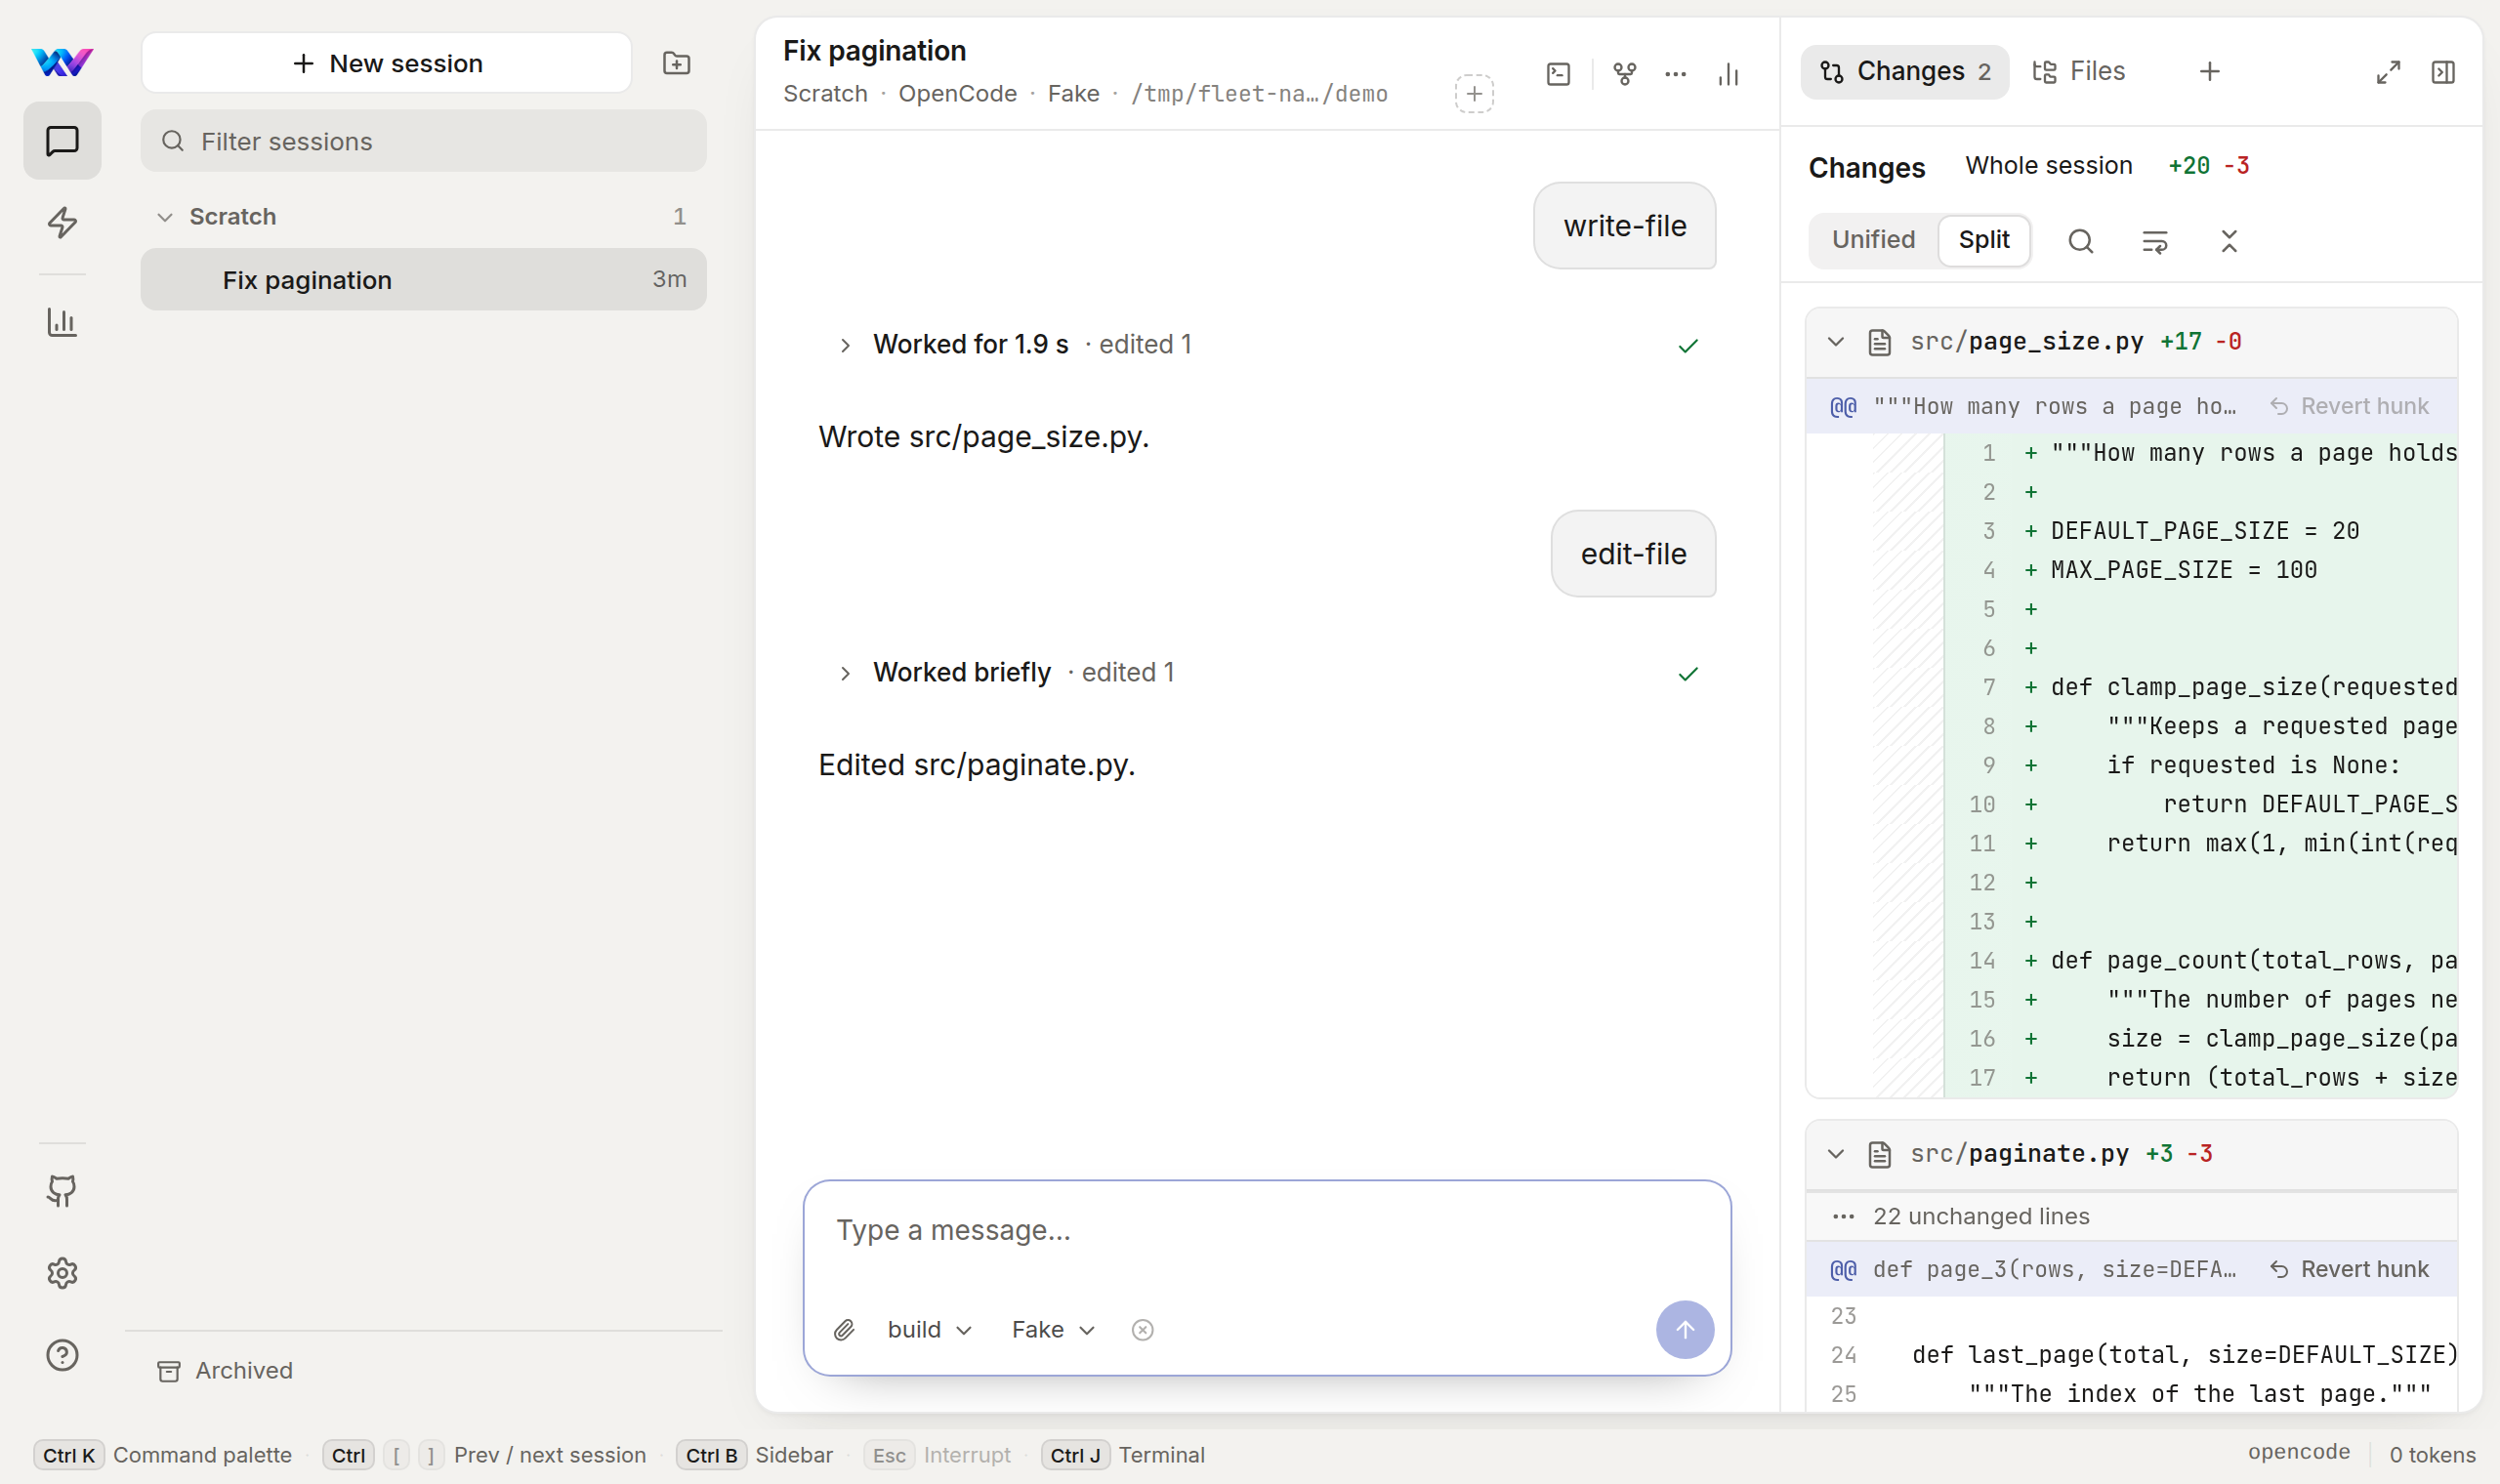 New session
Filter sessions
Scratch 1
Fix pagination 3m
Archived
Fix pagination
Scratch · OpenCode · Fake · /tmp/fleet-na…/demo
write-file
Worked for 1.9 s · edited 1
Wrote src/page_size.py.
edit-file
Worked briefly · edited 1
Edited src/paginate.py.
Type a message...
build Fake
Changes 2 Files
Changes Whole session +20 -3
Unified Split
src/page_size.py +17 -0
@@ """How many rows a page ho… Revert hunk
1 + """How many rows a page holds
2 +
3 + DEFAULT_PAGE_SIZE = 20
4 + MAX_PAGE_SIZE = 100
5 +
6 +
7 + def clamp_page_size(requested
8 + """Keeps a requested page
9 + if requested is None:
10 + return DEFAULT_PAGE_S
11 + return max(1, min(int(req
12 +
13 +
14 + def page_count(total_rows, pa
15 + """The number of pages ne
16 + size = clamp_page_size(pa
17 + return (total_rows + size
src/paginate.py +3 -3
22 unchanged lines
@@ def page_3(rows, size=DEFA… Revert hunk
23
24 def last_page(total, size=DEFAULT_SIZE)
25 """The index of the last page."""
Ctrl K Command palette · Ctrl [ ] Prev / next session · Ctrl B Sidebar · Esc Interrupt · Ctrl J Terminal
opencode 0 tokens